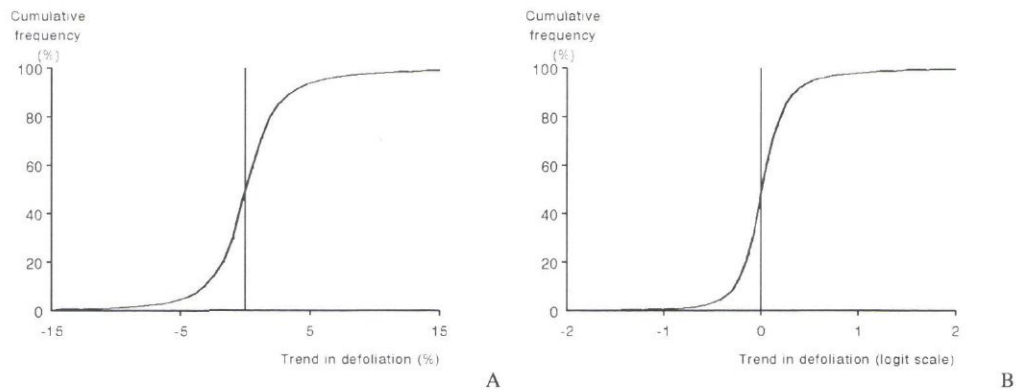 Cumulative
frequency
(%)
100
80
60
40
20
0
-15
-5
5
15
Trend in defoliation (%)
A
Cumulative
frequency
(%)
100
80
60
40
20
0
-2
-1
0
1
2
Trend in defoliation (logit scale)
B